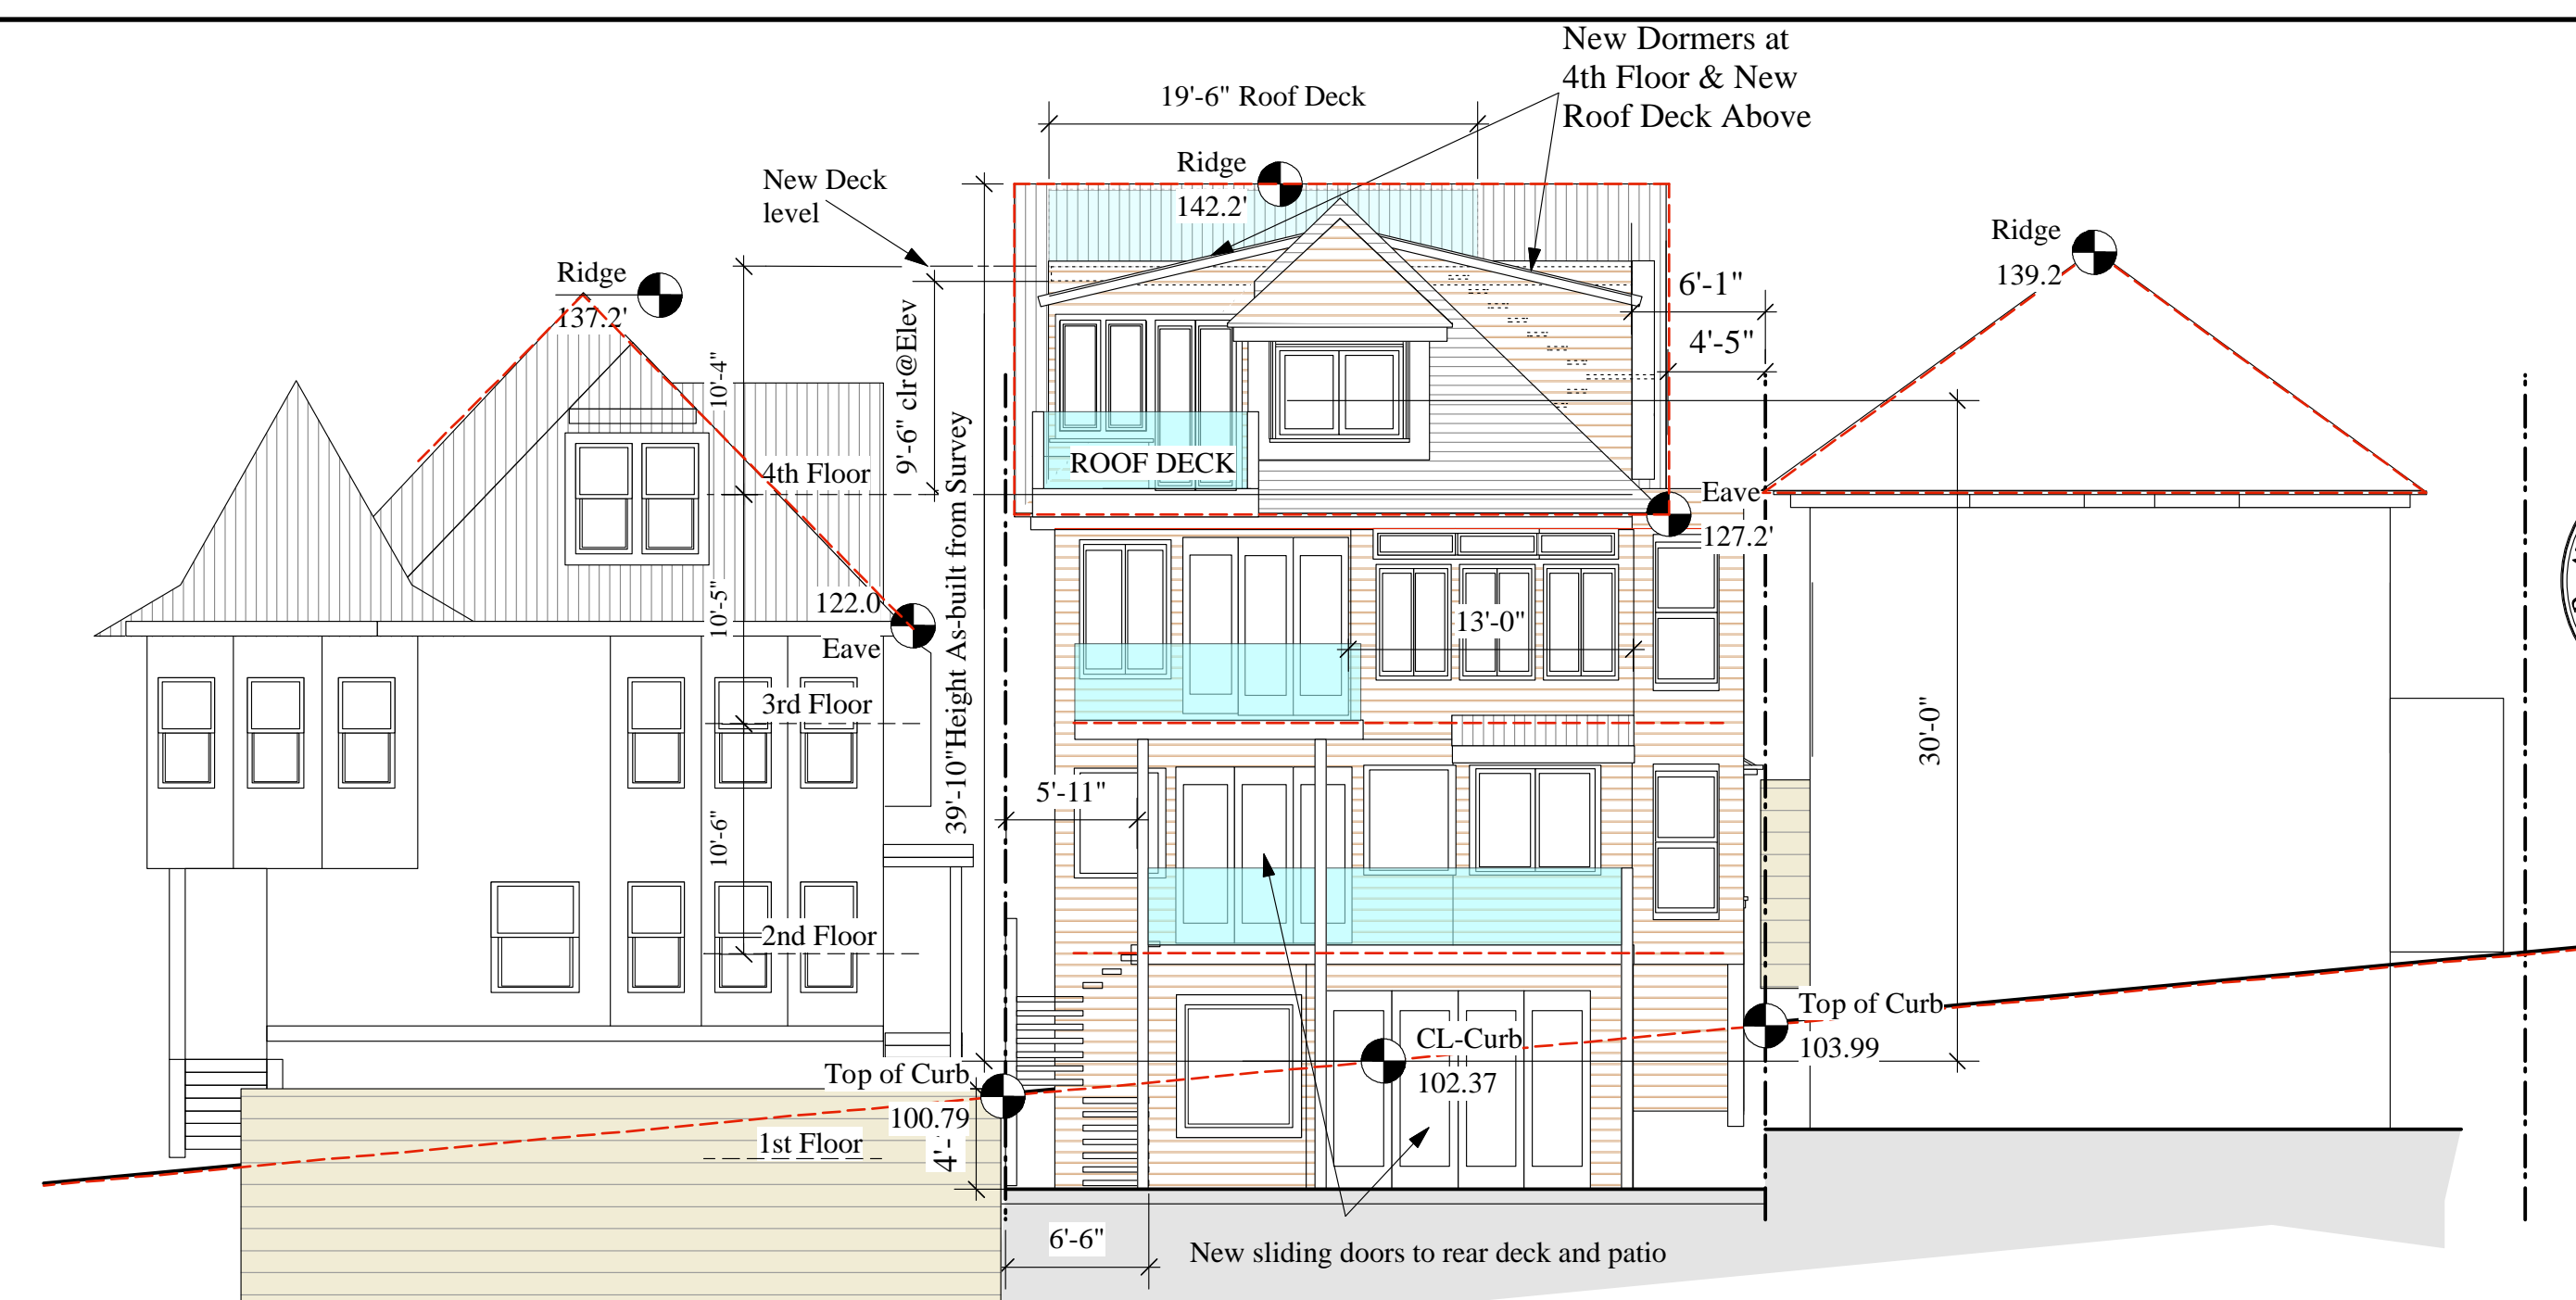 New Dormers at
4th Floor & New
Roof Deck Above
19'-6" Roof Deck
Ridge
142.2'
New Deck
level
Ridge
137.2'
Ridge
139.2
6'-1"
4'-5"
10'-4"
9'-6" clr@Elev
39'-10"Height As-built from Survey
4th Floor
ROOF DECK
Eave
127.2'
122.0
Eave
10'-5"
13'-0"
3rd Floor
30'-0"
5'-11"
10'-6"
2nd Floor
Top of Curb
103.99
CL-Curb
102.37
Top of Curb
100.79
1st Floor
6'-6"
New sliding doors to rear deck and patio